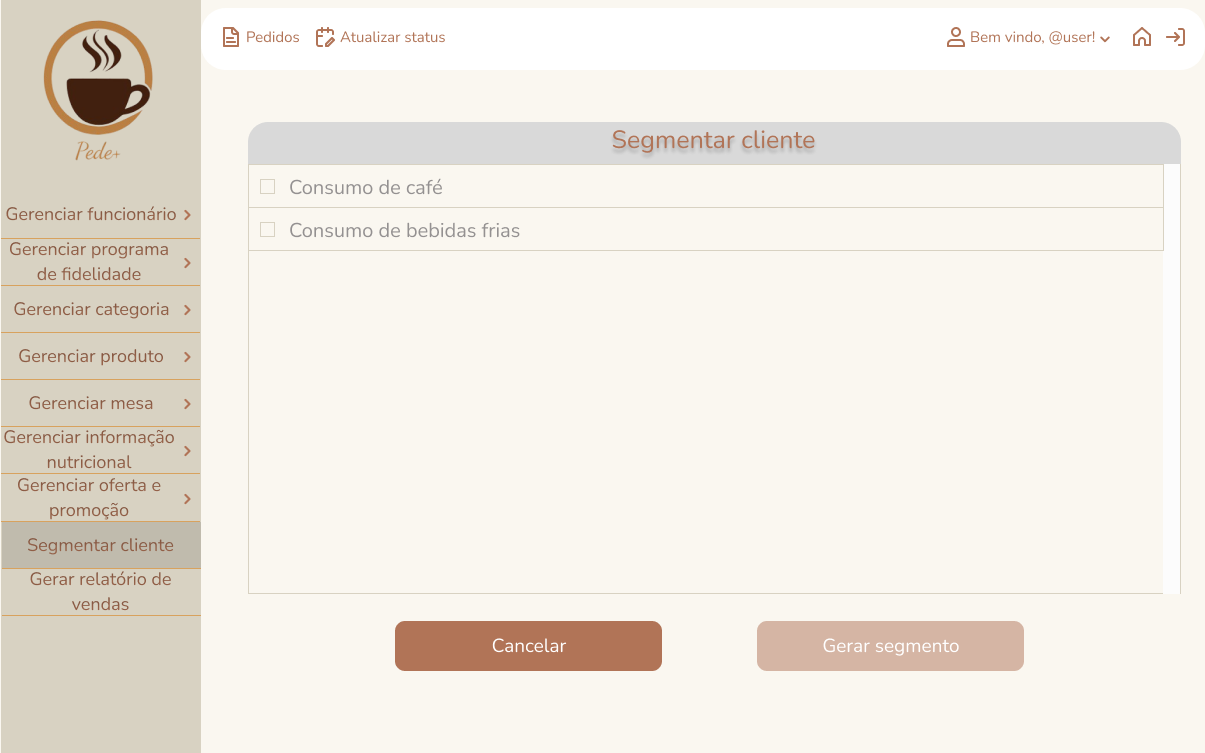 Pedidos
Atualizar status
Bem vindo, @user!
Pede+
Gerenciar funcionário
Gerenciar programa
de fidelidade
Gerenciar categoria
Gerenciar produto
Gerenciar mesa
Gerenciar informação
nutricional
Gerenciar oferta e
promoção
Segmentar cliente
Gerar relatório de
vendas
Segmentar cliente
Consumo de café
Consumo de bebidas frias
Cancelar
Gerar segmento